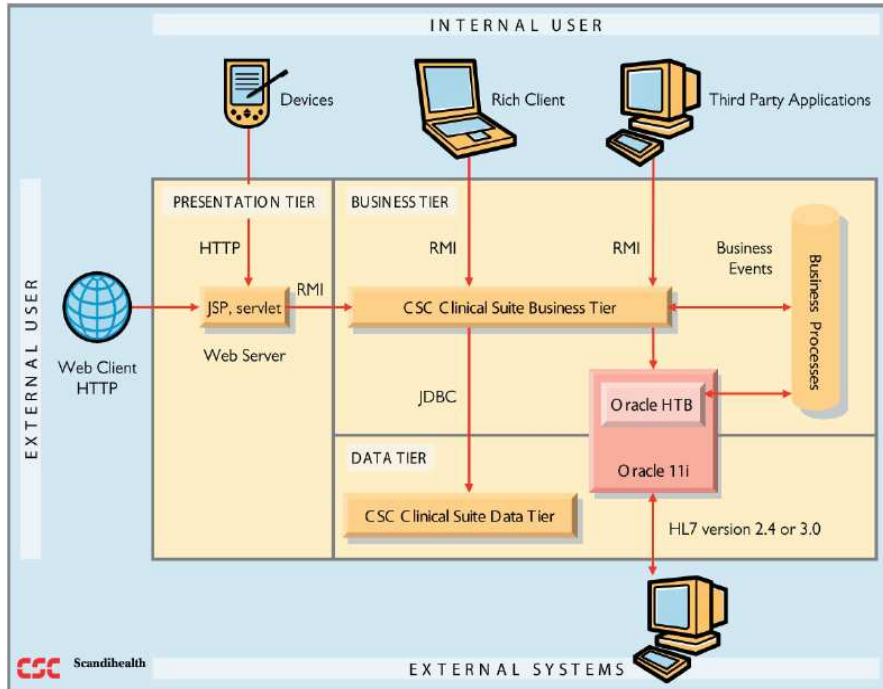 INTERNAL USER
Devices
Rich Client
Third Party Applications
EXTERNAL USER
PRESENTATION TIER
BUSINESS TIER
HTTP
RMI
RMI
Business
Events
RMI
JSP, servlet
CSC Clinical Suite Business Tier
Business Processes
Web Server
Web Client
HTTP
JDBC
Oracle HTB
DATA TIER
Oracle 11i
CSC Clinical Suite Data Tier
HL7 version 2.4 or 3.0
CSC Scandihealth
EXTERNAL SYSTEMS